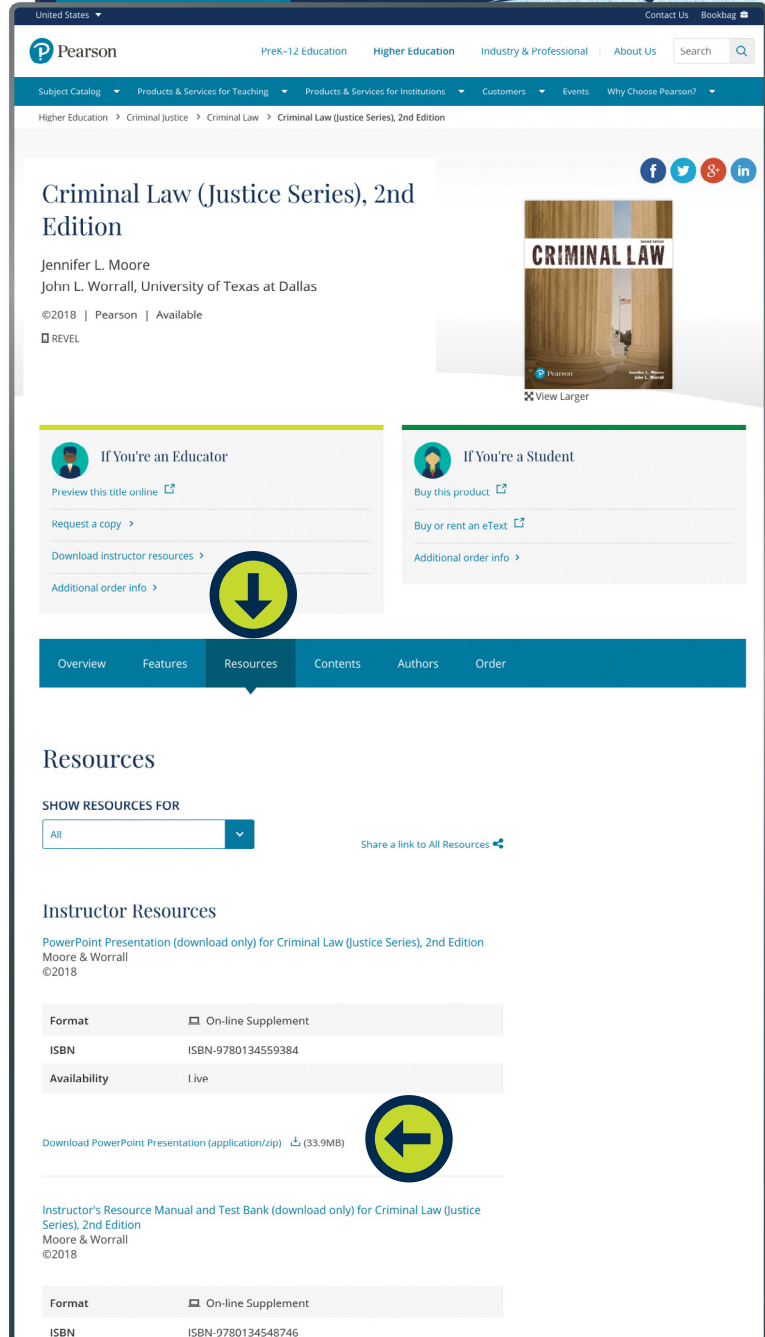 United States
Contact Us Bookbag
Pearson
PreK–12 Education Higher Education Industry & Professional About Us Search
Subject Catalog Products & Services for Teaching Products & Services for Institutions Customers Events Why Choose Pearson?
Higher Education > Criminal Justice > Criminal Law > Criminal Law (Justice Series), 2nd Edition
Criminal Law (Justice Series), 2nd
Edition
Jennifer L. Moore
John L. Worrall, University of Texas at Dallas
©2018 | Pearson | Available
REVEL
SECOND EDITION
CRIMINAL LAW
Pearson
Jennifer L. Moore
John L. Worrall
View Larger
If You're an Educator
Preview this title online
Request a copy >
Download instructor resources >
Additional order info >
If You're a Student
Buy this product
Buy or rent an eText
Additional order info >
Overview Features Resources Contents Authors Order
Resources
SHOW RESOURCES FOR
All
Share a link to All Resources
Instructor Resources
PowerPoint Presentation (download only) for Criminal Law (Justice Series), 2nd Edition
Moore & Worrall
©2018
Format On-line Supplement
ISBN ISBN-9780134559384
Availability Live
Download PowerPoint Presentation (application/zip) (33.9MB)
Instructor's Resource Manual and Test Bank (download only) for Criminal Law (Justice
Series), 2nd Edition
Moore & Worrall
©2018
Format On-line Supplement
ISBN ISBN-9780134548746